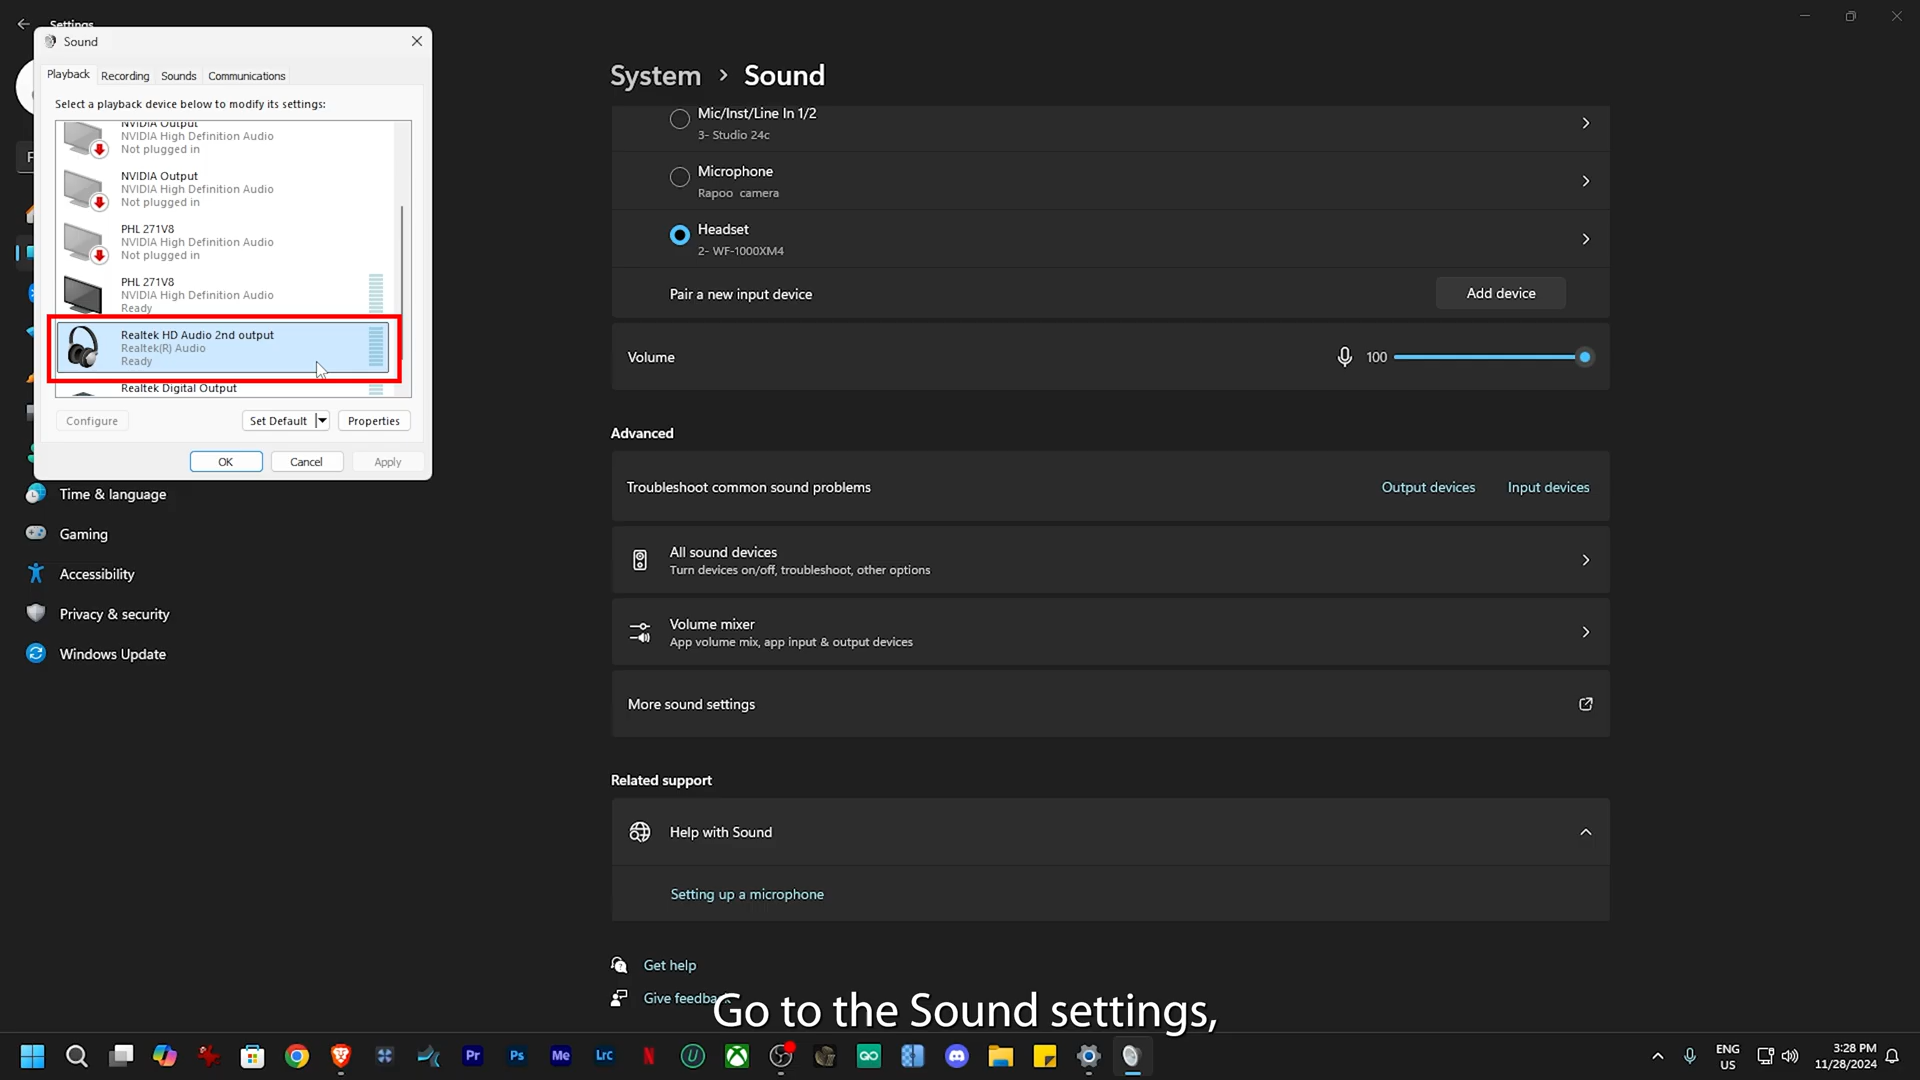 Settings
Sound
Playback
Recording
Sounds
Communications
Select a playback device below to modify its settings:
NVIDIA Output
NVIDIA High Definition Audio
Not plugged in
NVIDIA Output
NVIDIA High Definition Audio
Not plugged in
PHL 271V8
NVIDIA High Definition Audio
Not plugged in
PHL 271V8
NVIDIA High Definition Audio
Ready
Realtek HD Audio 2nd output
Realtek(R) Audio
Ready
Realtek Digital Output
Configure
Set Default
Properties
OK
Cancel
Apply
Time & language
Gaming
Accessibility
Privacy & security
Windows Update
System > Sound
Mic/Inst/Line In 1/2
3- Studio 24c
Microphone
Rapoo camera
Headset
2- WF-1000XM4
Pair a new input device
Add device
Volume
100
Advanced
Troubleshoot common sound problems
Output devices
Input devices
All sound devices
Turn devices on/off, troubleshoot, other options
Volume mixer
App volume mix, app input & output devices
More sound settings
Related support
Help with Sound
Setting up a microphone
Get help
Give feedback
Go to the Sound settings,
Pr
Ps
Me
Lrc
N
U
ENG
US
3:28 PM
11/28/2024